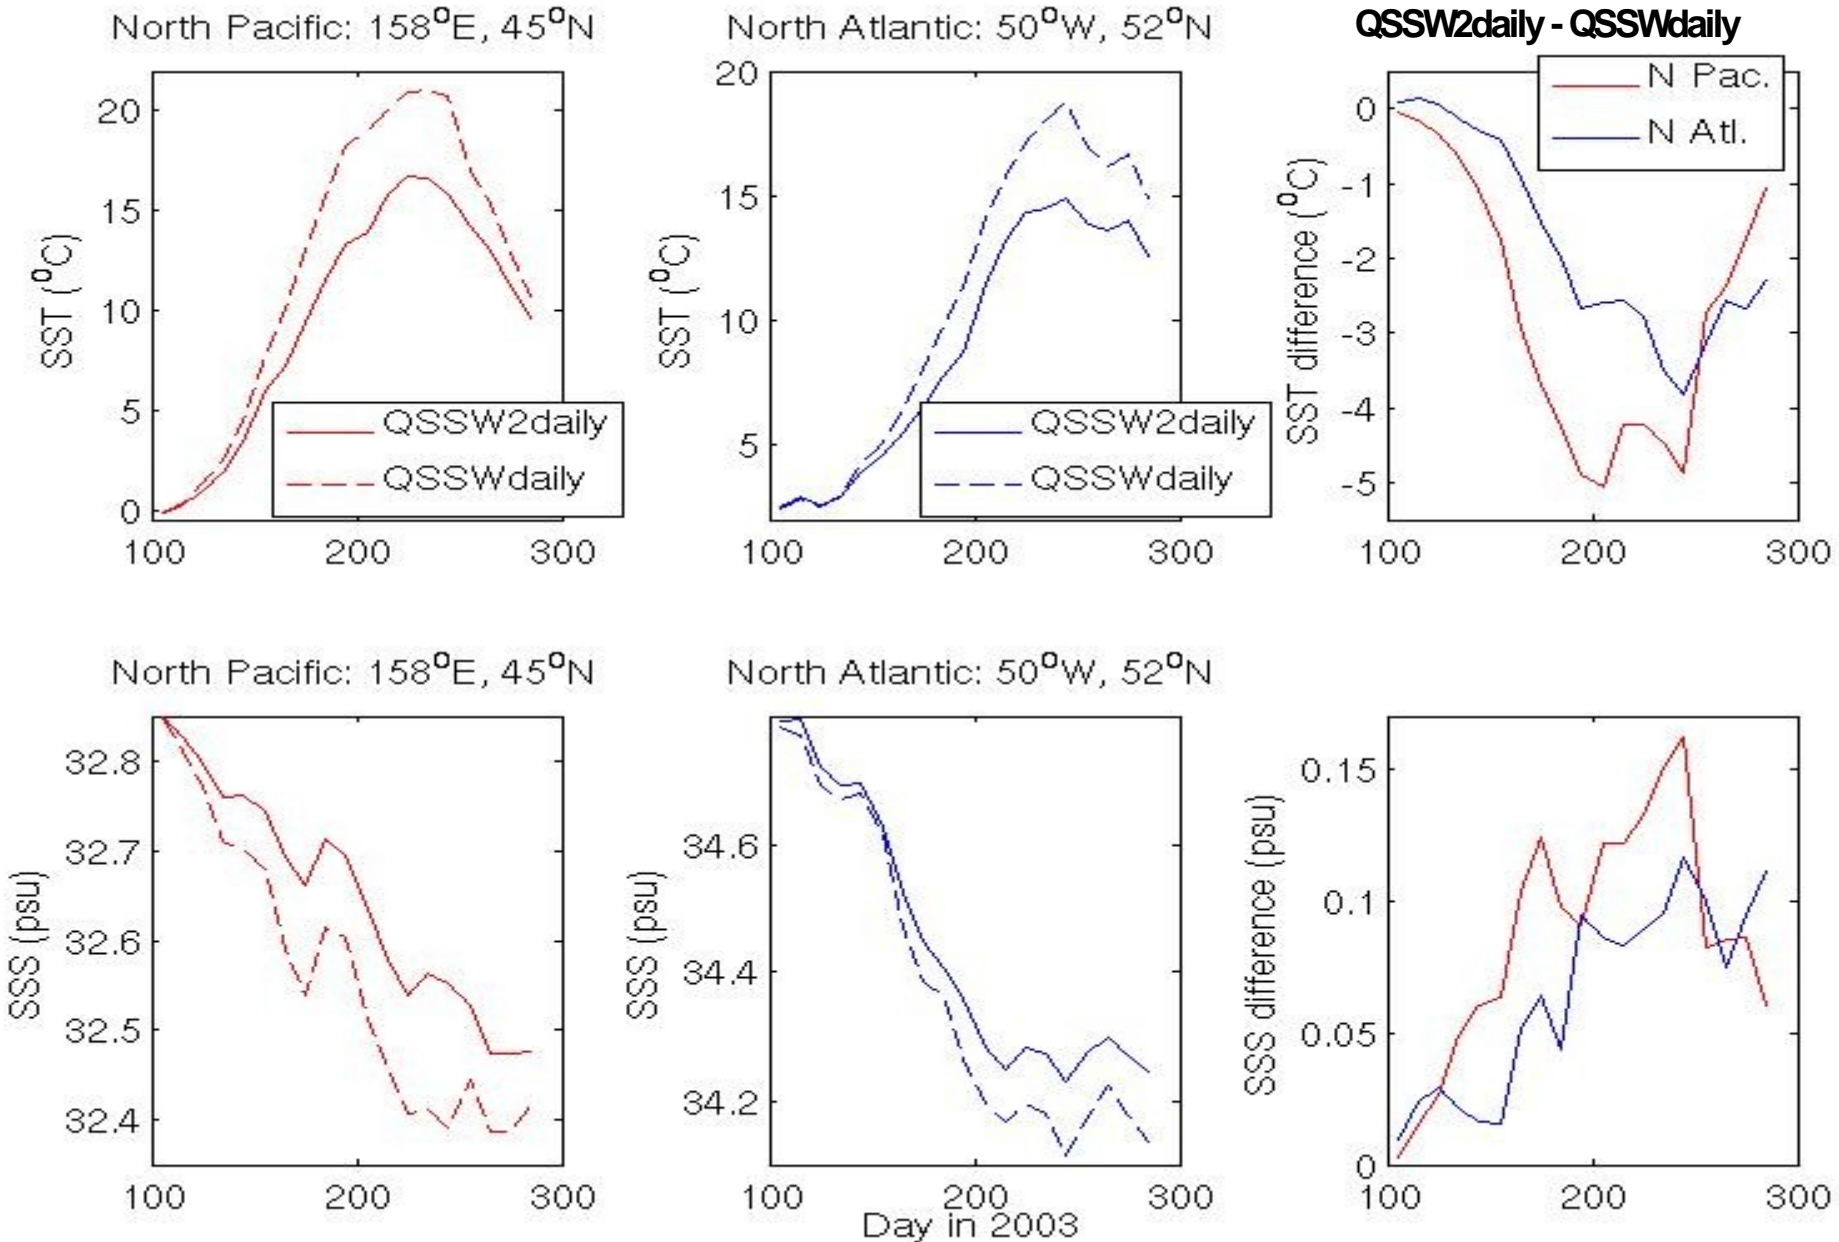 North Pacific: 158°E, 45°N
North Atlantic: 50°W, 52°N
QSSW2daily - QSSWdaily
SST (°C)
20
15
10
5
0
100
200
300
QSSW2daily
QSSWdaily
SST (°C)
20
15
10
5
100
200
300
QSSW2daily
QSSWdaily
SST difference (°C)
0
-1
-2
-3
-4
-5
100
200
300
N Pac.
N Atl.
North Pacific: 158°E, 45°N
North Atlantic: 50°W, 52°N
SSS (psu)
32.8
32.7
32.6
32.5
32.4
100
200
300
SSS (psu)
34.6
34.4
34.2
100
200
300
Day in 2003
SSS difference (psu)
0.15
0.1
0.05
0
100
200
300